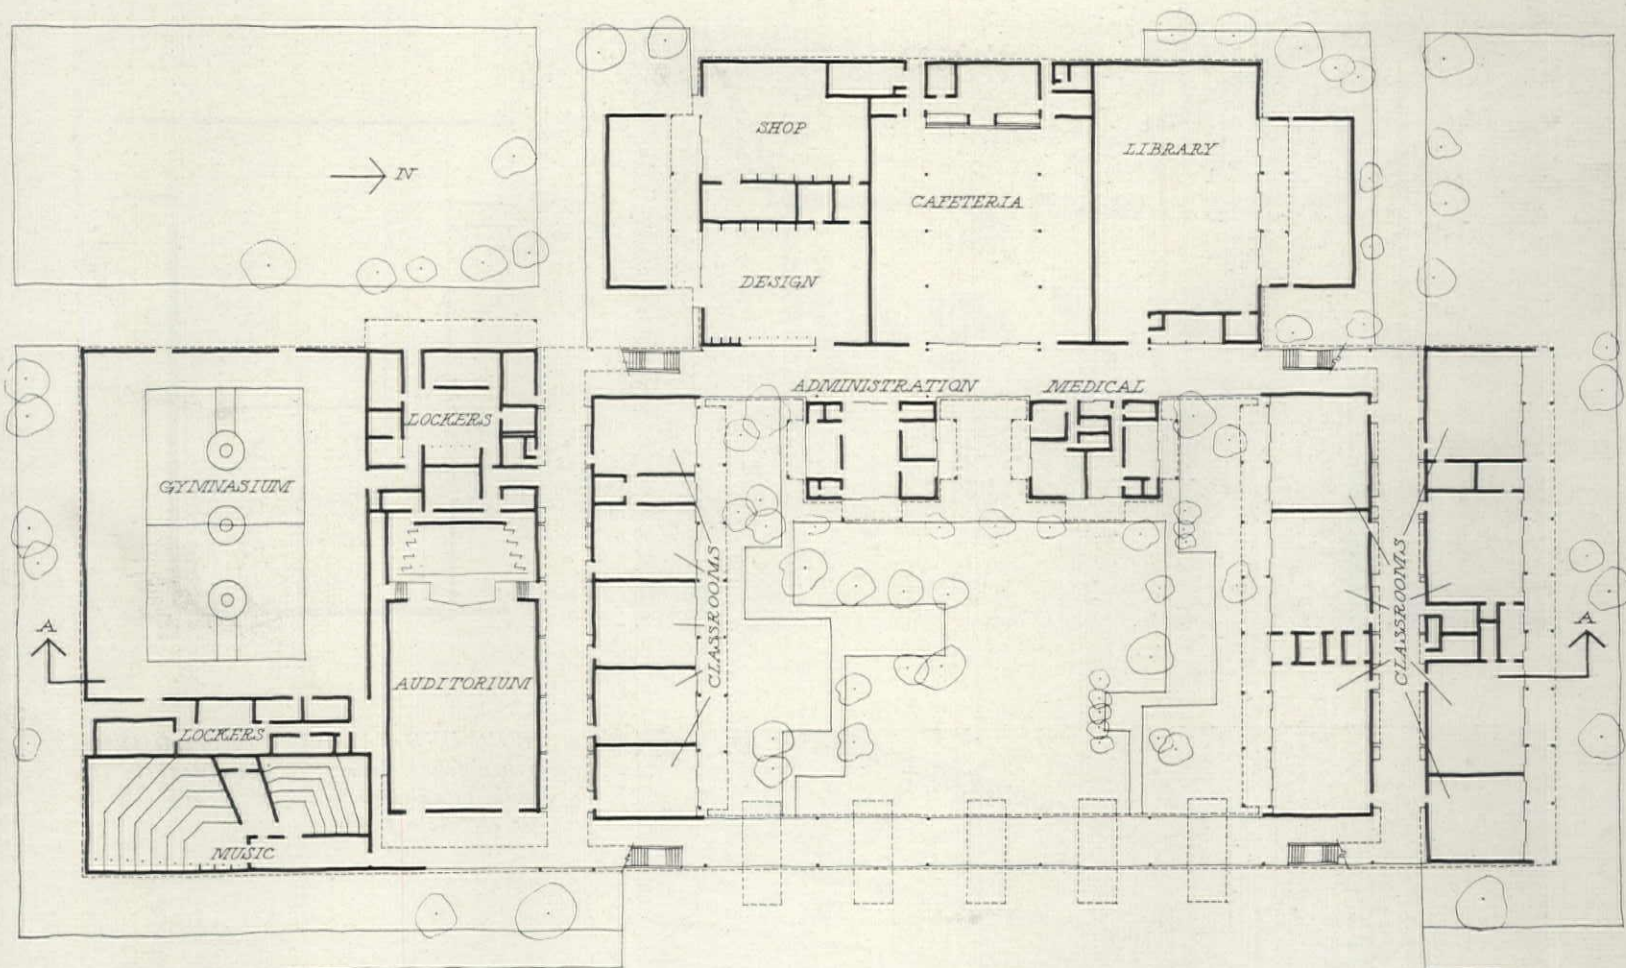 SHOP
LIBRARY
N
CAFETERIA
DESIGN
ADMINISTRATION
MEDICAL
LOCKERS
GYMNASIUM
CLASSROOMS
CLASSROOMS
A
A
AUDITORIUM
LOCKERS
MUSIC